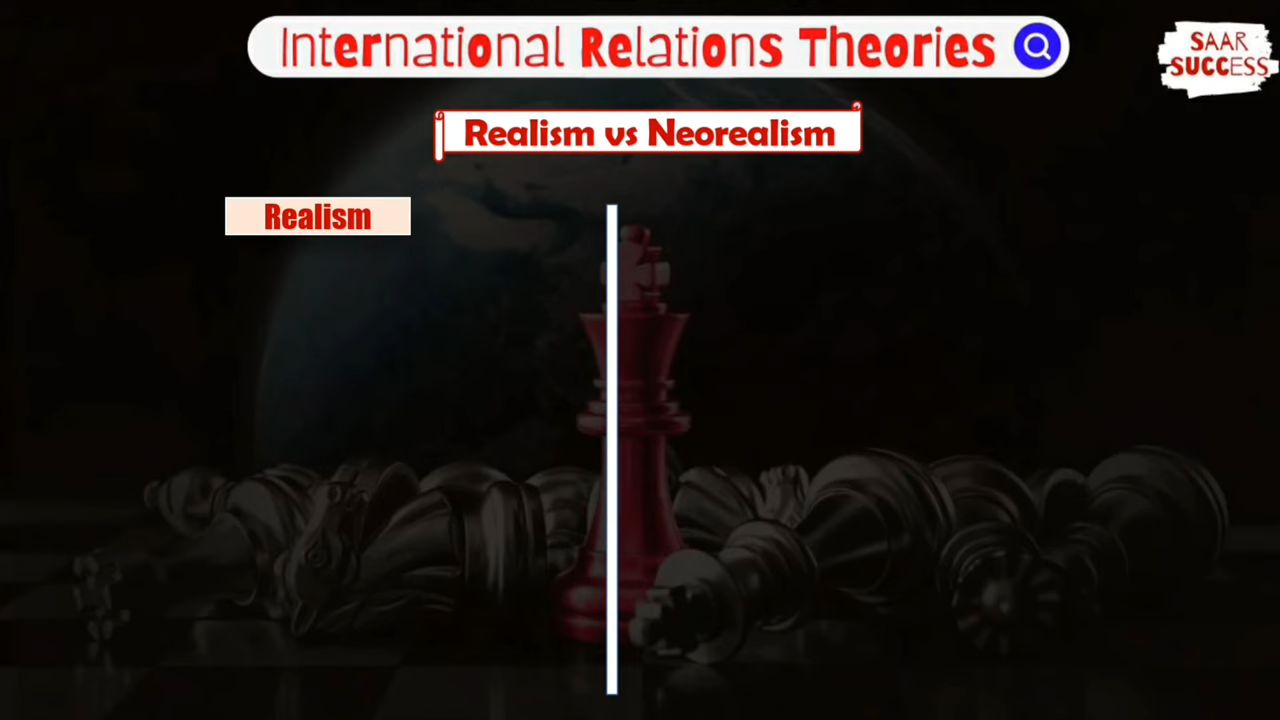 International Relations Theories
SAAR
SUCCESS
Realism vs Neorealism
Realism